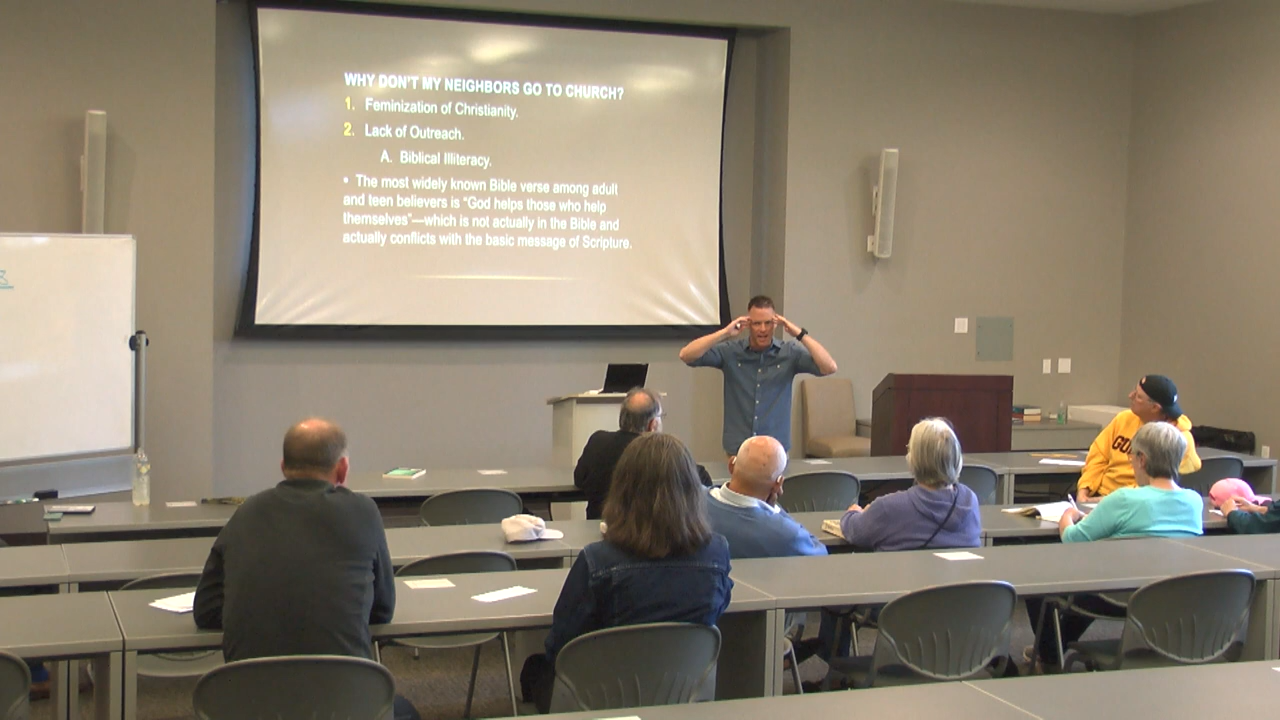 WHY DON'T MY NEIGHBORS GO TO CHURCH?
1. Feminization of Christianity.
2. Lack of Outreach.
A. Biblical Illiteracy.
• The most widely known Bible verse among adult
and teen believers is "God helps those who help
themselves"—which is not actually in the Bible and
actually conflicts with the basic message of Scripture.